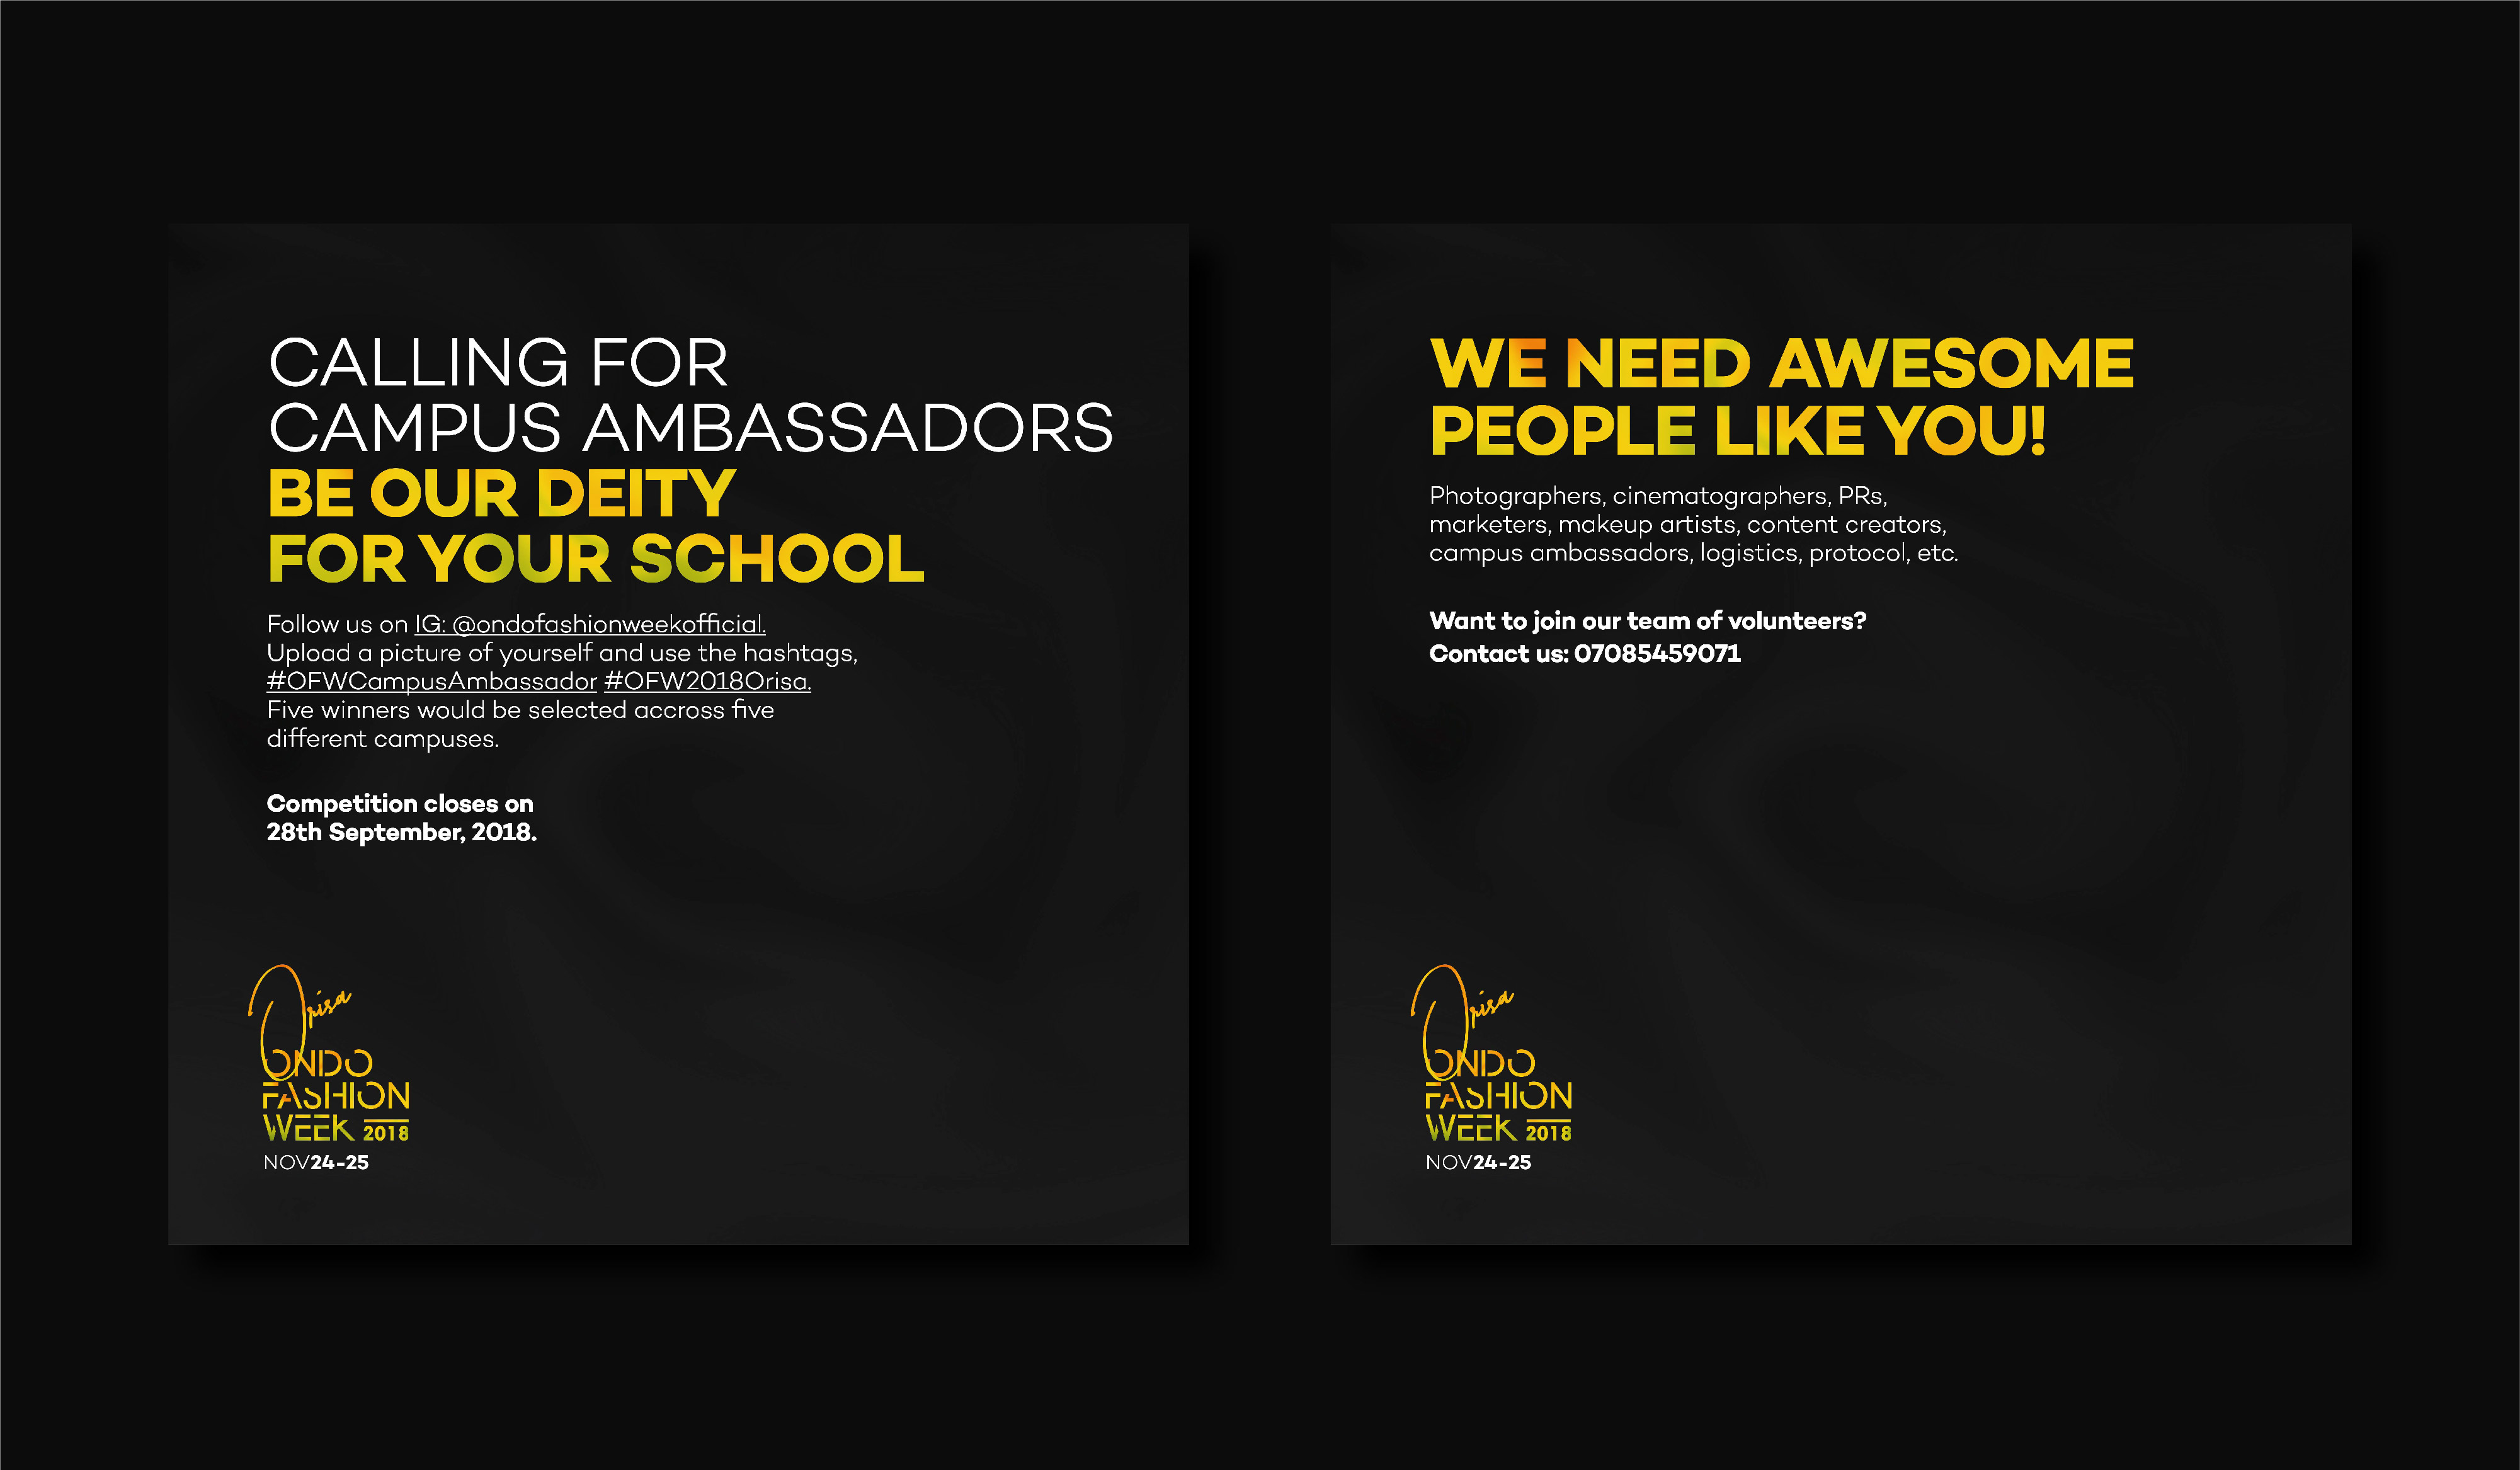 CALLING FOR
CAMPUS AMBASSADORS
BE OUR DEITY
FOR YOUR SCHOOL
Follow us on IG: @ondofashionweekofficial.
Upload a picture of yourself and use the hashtags,
#OFWCampusAmbassador #OFW2018Orisa.
Five winners would be selected accross five
different campuses.
Competition closes on
28th September, 2018.
Orisa
ONDO
FASHION
WEEK 2018
NOV24-25
WE NEED AWESOME
PEOPLE LIKE YOU!
Photographers, cinematographers, PRs,
marketers, makeup artists, content creators,
campus ambassadors, logistics, protocol, etc.
Want to join our team of volunteers?
Contact us: 07085459071
Orisa
ONDO
FASHION
WEEK 2018
NOV24-25